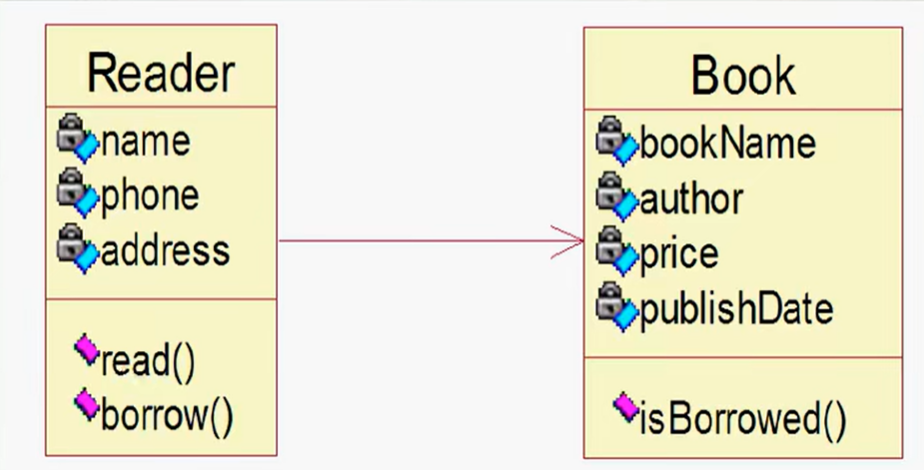 Reader
name
phone
address
read()
borrow()
Book
bookName
author
price
publishDate
isBorrowed()